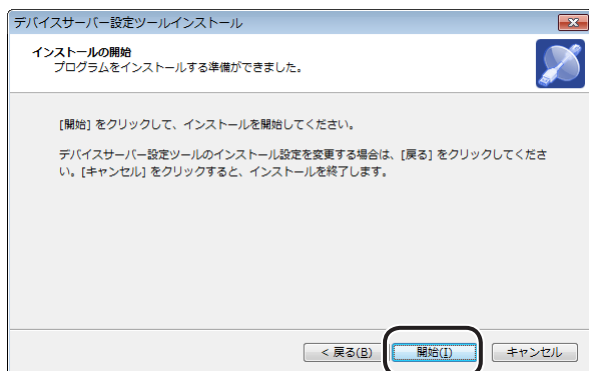 デバイスサーバー設定ツールインストール
インストールの開始
プログラムをインストールする準備ができました。
[開始] をクリックして、インストールを開始してください。
デバイスサーバー設定ツールのインストール設定を変更する場合は、[戻る] をクリックしてくださ
い。[キャンセル] をクリックすると、インストールを終了します。
< 戻る(B) 開始(I) キャンセル